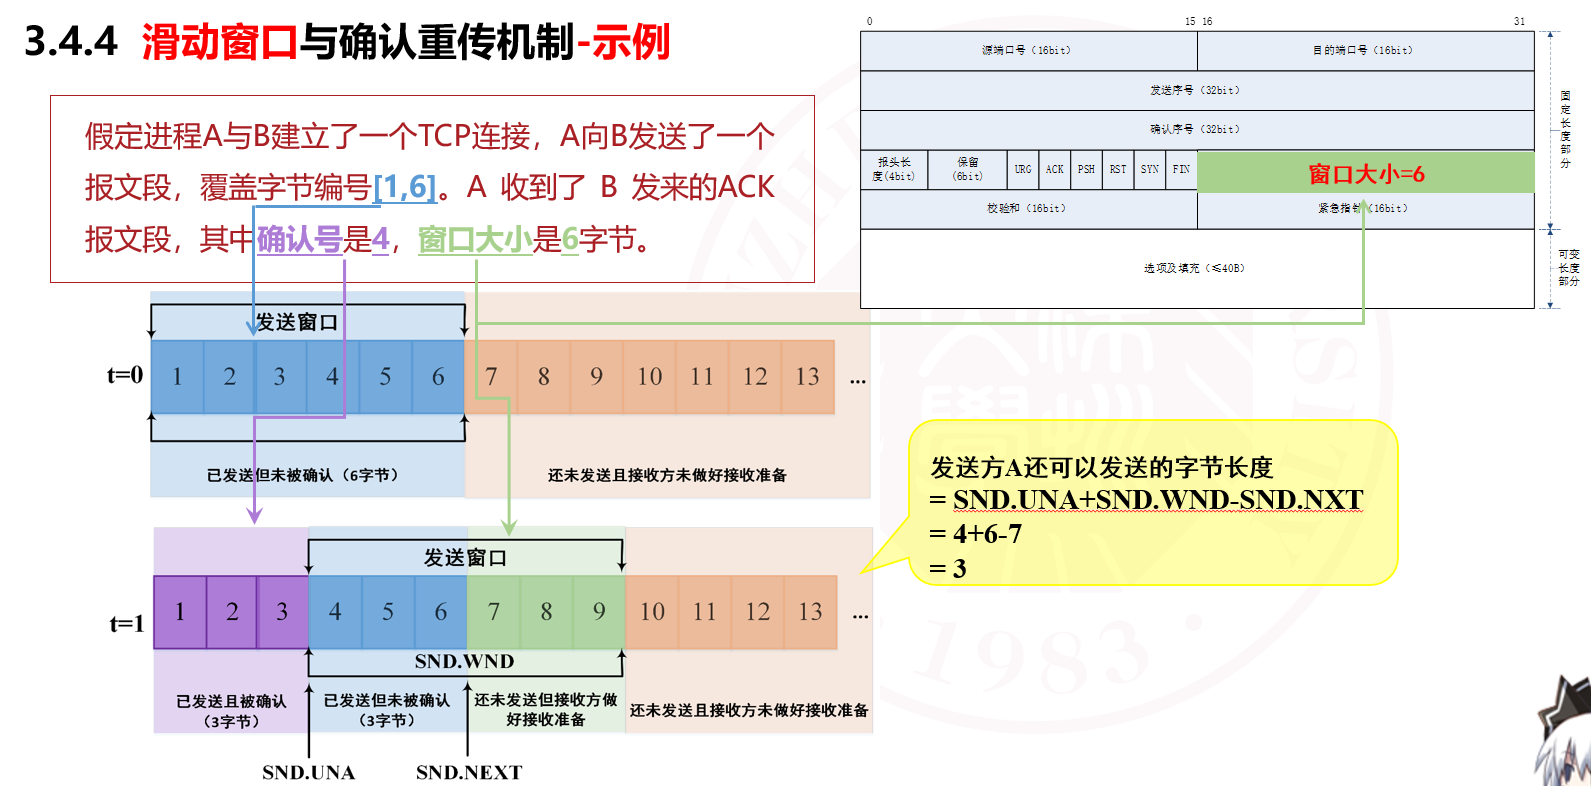 3.4.4 滑动窗口与确认重传机制-示例
假定进程A与B建立了一个TCP连接，A向B发送了一个
报文段，覆盖字节编号[1,6]。A 收到了 B 发来的ACK
报文段，其中确认号是4，窗口大小是6字节。
0 15 16 31
源端口号（16bit） 目的端口号（16bit）
发送序号（32bit）
确认序号（32bit）
报头长
度(4bit)
保留
(6bit)
URG ACK PSH RST SYN FIN
窗口大小=6
校验和（16bit） 紧急指针（16bit）
选项及填充（≤40B）
固定长度部分
可变
长度
部分
发送窗口
t=0 1 2 3 4 5 6 7 8 9 10 11 12 13 ...
已发送但未被确认（6字节） 还未发送且接收方未做好接收准备
发送方A还可以发送的字节长度
= SND.UNA+SND.WND-SND.NXT
= 4+6-7
= 3
发送窗口
t=1 1 2 3 4 5 6 7 8 9 10 11 12 13 ...
SND.WND
已发送且被确认
（3字节）
已发送但未被确认
（3字节）
还未发送但接收方做
好接收准备
还未发送且接收方未做好接收准备
SND.UNA SND.NEXT
1983